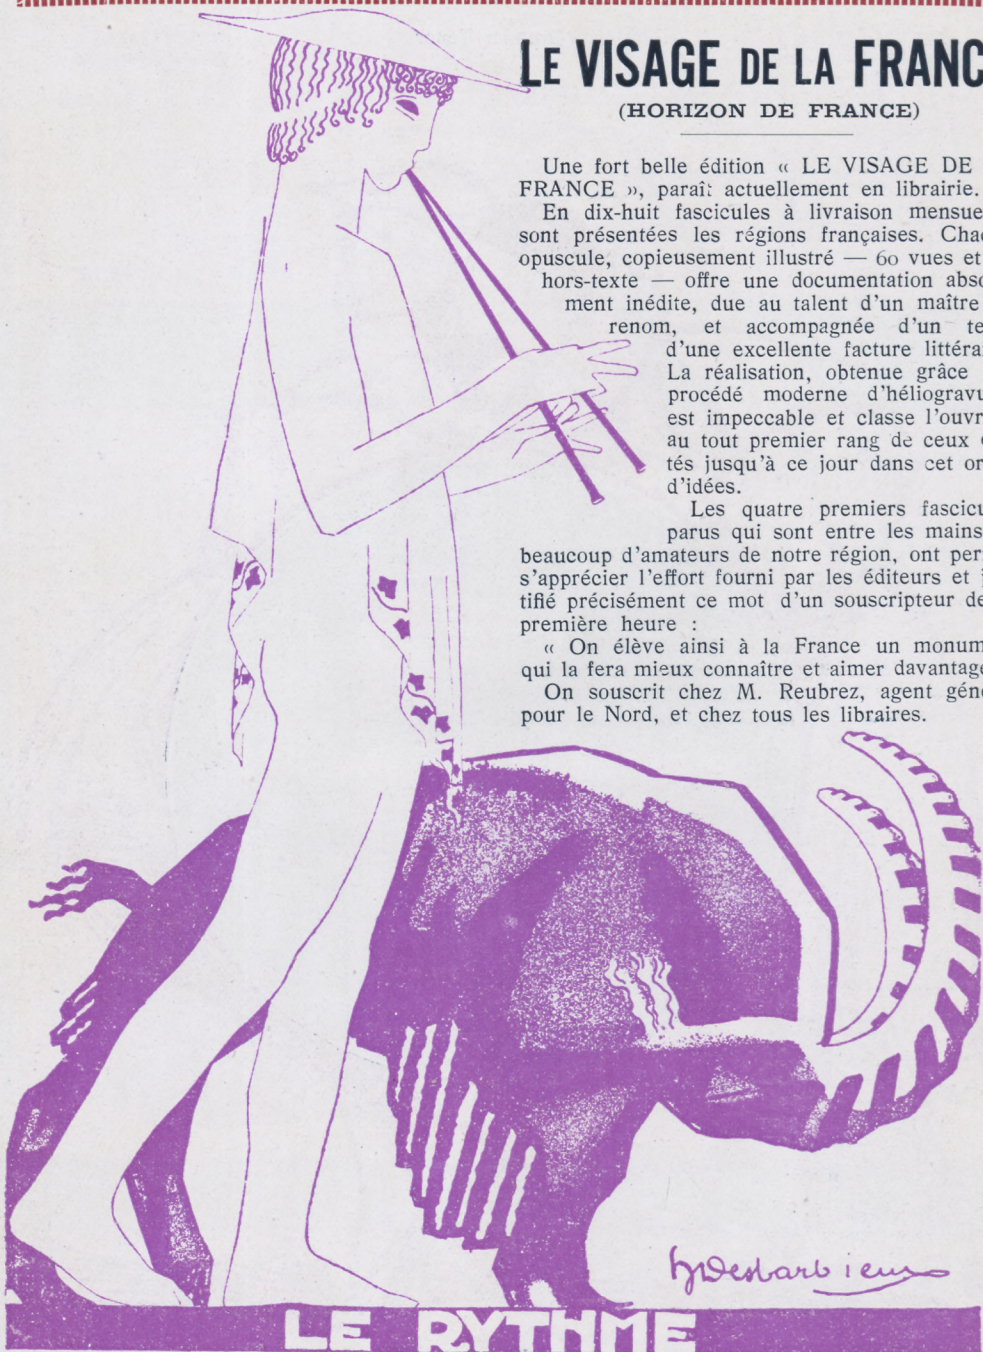 LE VISAGE DE LA FRANC
(HORIZON DE FRANCE)
Une fort belle édition « LE VISAGE DE
FRANCE », paraît actuellement en librairie.
En dix-huit fascicules à livraison mensue
sont présentées les régions françaises. Cha
opuscule, copieusement illustré — 60 vues et
hors-texte — offre une documentation abso
ment inédite, due au talent d'un maître
renom, et accompagnée d'un te
d'une excellente facture littéra
La réalisation, obtenue grâce
procédé moderne d'héliogravu
est impeccable et classe l'ouvr
au tout premier rang de ceux
tés jusqu'à ce jour dans cet or
d'idées.
Les quatre premiers fascicu
parus qui sont entre les mains
beaucoup d'amateurs de notre région, ont per
s'apprécier l'effort fourni par les éditeurs et j
tifié précisément ce mot d'un souscripteur de
première heure :
« On élève ainsi à la France un monum
qui la fera mieux connaître et aimer davantage
On souscrit chez M. Reubrez, agent géné
pour le Nord, et chez tous les libraires.
LE RYTHME